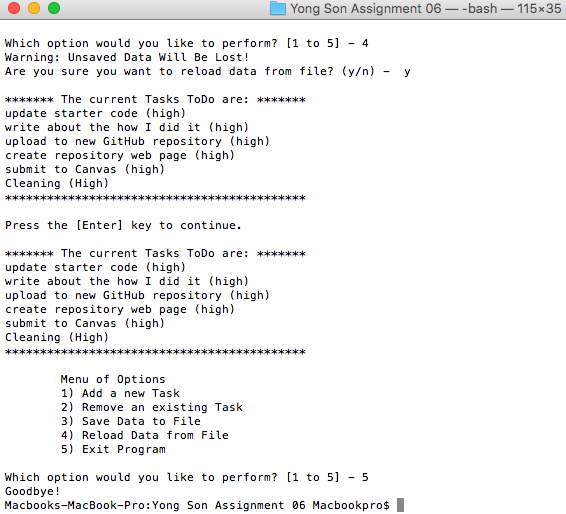 Yong Son Assignment 06 — -bash — 115×35
Which option would you like to perform? [1 to 5] - 4
Warning: Unsaved Data Will Be Lost!
Are you sure you want to reload data from file? (y/n) -  y
******* The current Tasks ToDo are: *******
update starter code (high)
write about the how I did it (high)
upload to new GitHub repository (high)
create repository web page (high)
submit to Canvas (high)
Cleaning (High)
*******************************************
Press the [Enter] key to continue.
******* The current Tasks ToDo are: *******
update starter code (high)
write about the how I did it (high)
upload to new GitHub repository (high)
create repository web page (high)
submit to Canvas (high)
Cleaning (High)
*******************************************
Menu of Options
1) Add a new Task
2) Remove an existing Task
3) Save Data to File
4) Reload Data from File
5) Exit Program
Which option would you like to perform? [1 to 5] - 5
Goodbye!
Macbooks-MacBook-Pro:Yong Son Assignment 06 Macbookpro$